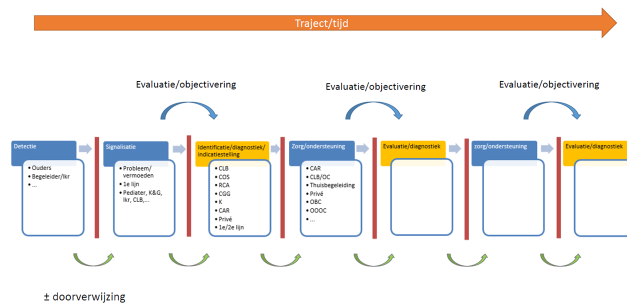 Traject/tijd
Evaluatie/objectivering
Evaluatie/objectivering
Evaluatie/objectivering
Detectie
• Ouders
• Begeleider/lkr
• ...
Signalisatie
• Probleem/
vermoeden
• 1e lijn
• Pediater, K&G,
lkr, CLB,...
Identificatie/diagnostiek/
indicatiestelling
• CLB
• COS
• RCA
• CGG
• K
• CAR
• Privé
• 1e/2e lijn
Zorg/ondersteuning
• CAR
• CLB/OC
• Thuisbegeleiding
• Privé
• OBC
• OOOC
• ...
Evaluatie/diagnostiek
zorg/ondersteuning
Evaluatie/diagnostiek
± doorverwijzing